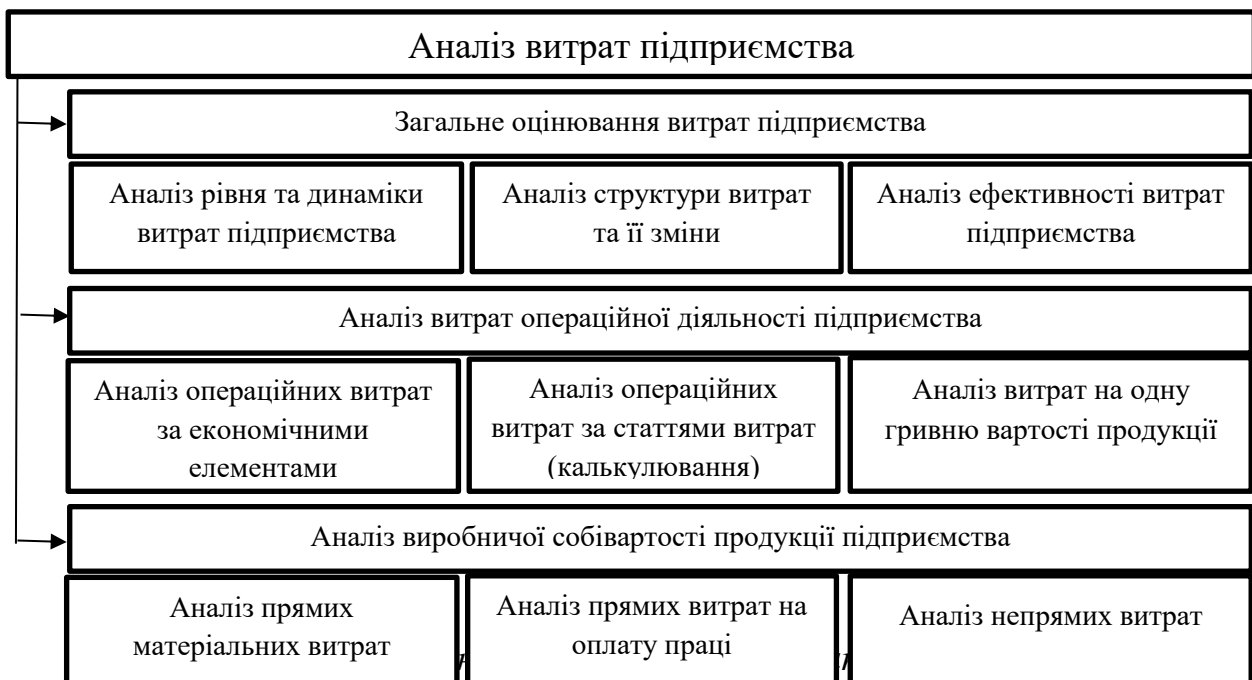 Аналіз витрат підприємства
Загальне оцінювання витрат підприємства
Аналіз рівня та динаміки
витрат підприємства
Аналіз структури витрат
та її зміни
Аналіз ефективності витрат
підприємства
Аналіз витрат операційної діяльності підприємства
Аналіз операційних витрат
за економічними
елементами
Аналіз операційних
витрат за статтями витрат
(калькулювання)
Аналіз витрат на одну
гривню вартості продукції
Аналіз виробничої собівартості продукції підприємства
Аналіз прямих
матеріальних витрат
Аналіз прямих витрат на
оплату праці
Аналіз непрямих витрат